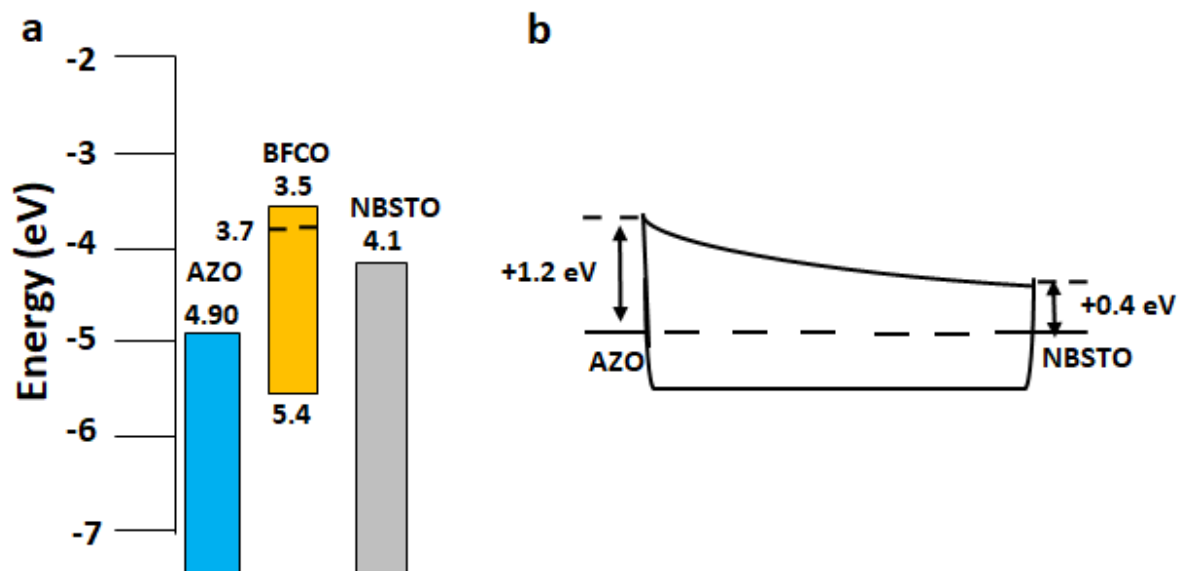 a
-2
-3
-4
-5
-6
-7
Energy (eV)
BFCO
3.5
3.7
5.4
AZO
4.90
NBSTO
4.1
b
+1.2 eV
AZO
+0.4 eV
NBSTO